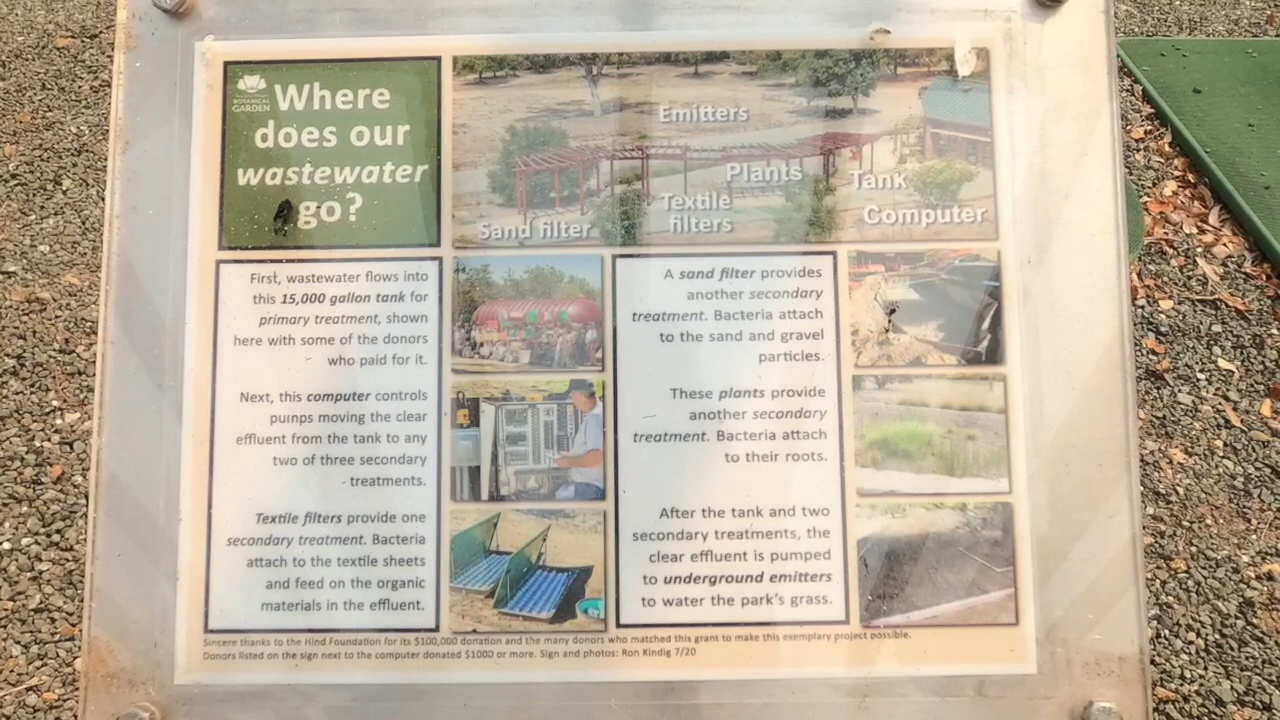 BOTANICAL
GARDEN
Where
does our
wastewater
go?
Emitters
Plants
Tank
Textile
filters
Computer
Sand filter
First, wastewater flows into
this 15,000 gallon tank for
primary treatment, shown
here with some of the donors
who paid for it.
Next, this computer controls
punps moving the clear
effluent from the tank to any
two of three secondary
treatments.
Textile filters provide one
secondary treatment. Bacteria
attach to the textile sheets
and feed on the organic
materials in the effluent.
A sand filter provides
another secondary
treatment. Bacteria attach
to the sand and gravel
particles.
These plants provide
another secondary
treatment. Bacteria attach
to their roots.
After the tank and two
secondary treatments, the
clear effluent is pumped
to underground emitters
to water the park's grass.
Sincere thanks to the Hind Foundation for its $100,000 donation and the many donors who matched this grant to make this exemplary project possible.
Donors listed on the sign next to the computer donated $1000 or more. Sign and photos: Ron Kindig 7/20